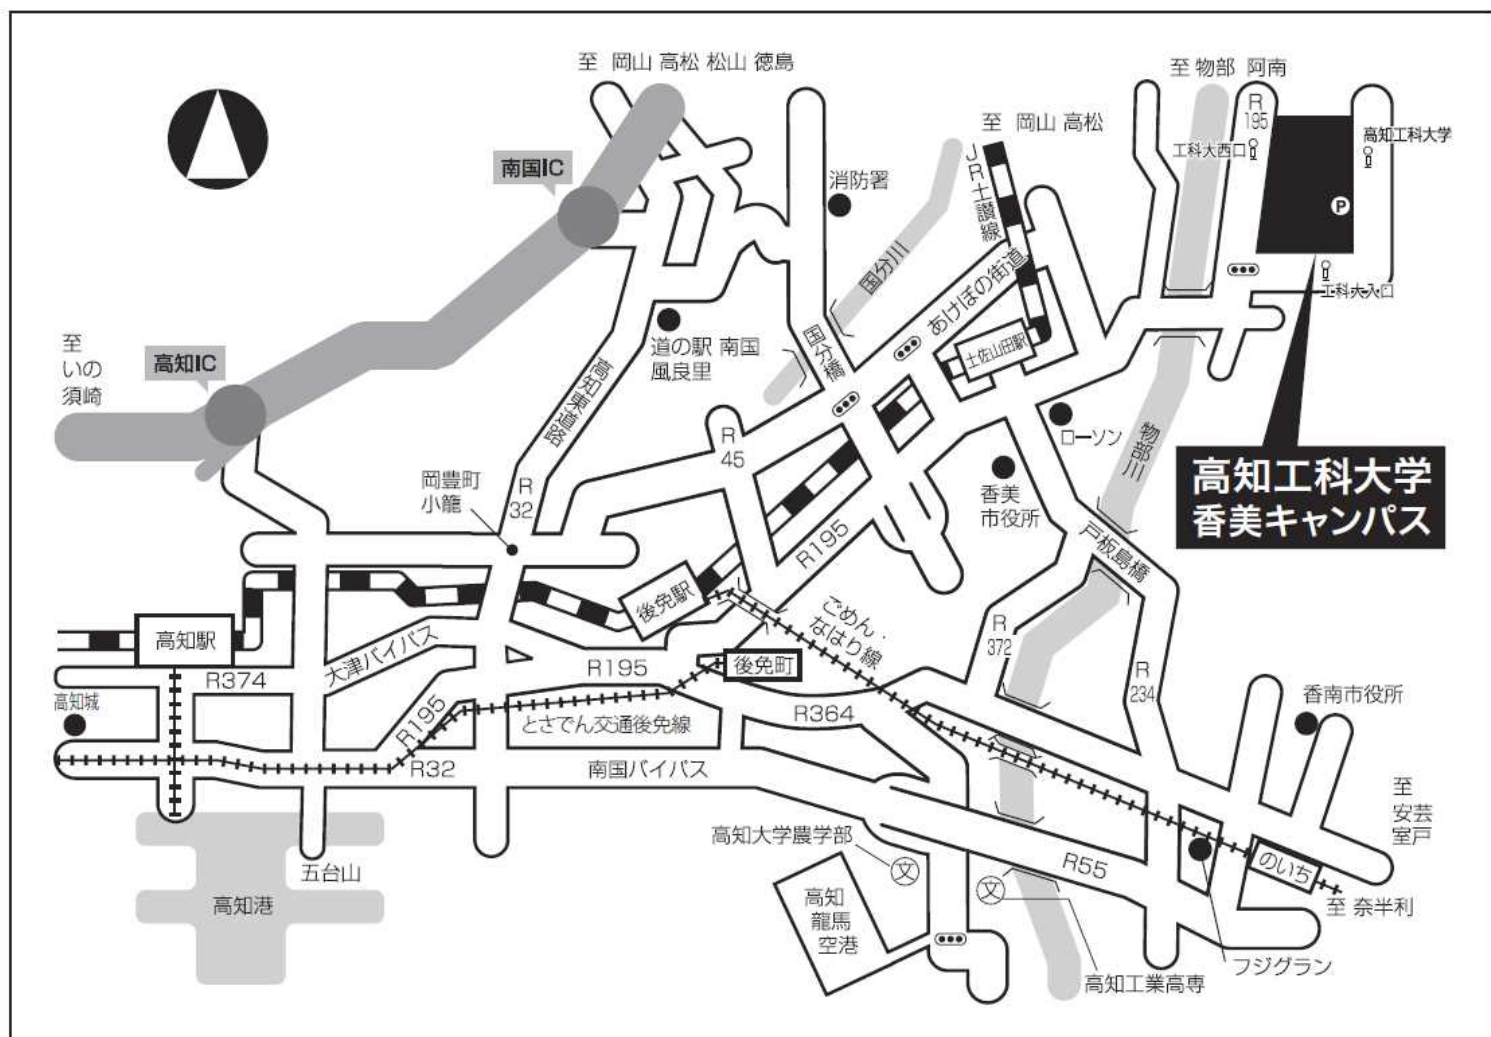 至 岡山 高松 松山 徳島
至 物部 阿南
R
195
高知工科大学
工科大西口
至 岡山 高松
JR土讃線
南国IC
消防署
P
国分川
あけぼの街道
工科大入口
至
いの
須崎
高知IC
道の駅 南国
風良里
国分橋
土佐山田駅
高知東道路
ローソン
R
45
物部川
高知工科大学
香美キャンパス
岡豊町
小籠
R
32
香美
市役所
R195
戸板島橋
後免駅
ごめん・
なはり線
高知駅
大津バイパス
R
372
R374
R195
後免町
R
234
高知城
香南市役所
R195
とさでん交通後免線
R364
R32
南国バイパス
至
安芸
室戸
高知大学農学部
文
R55
のいち
五台山
高知港
高知
龍馬
空港
文
至 奈半利
フジグラン
高知工業高専